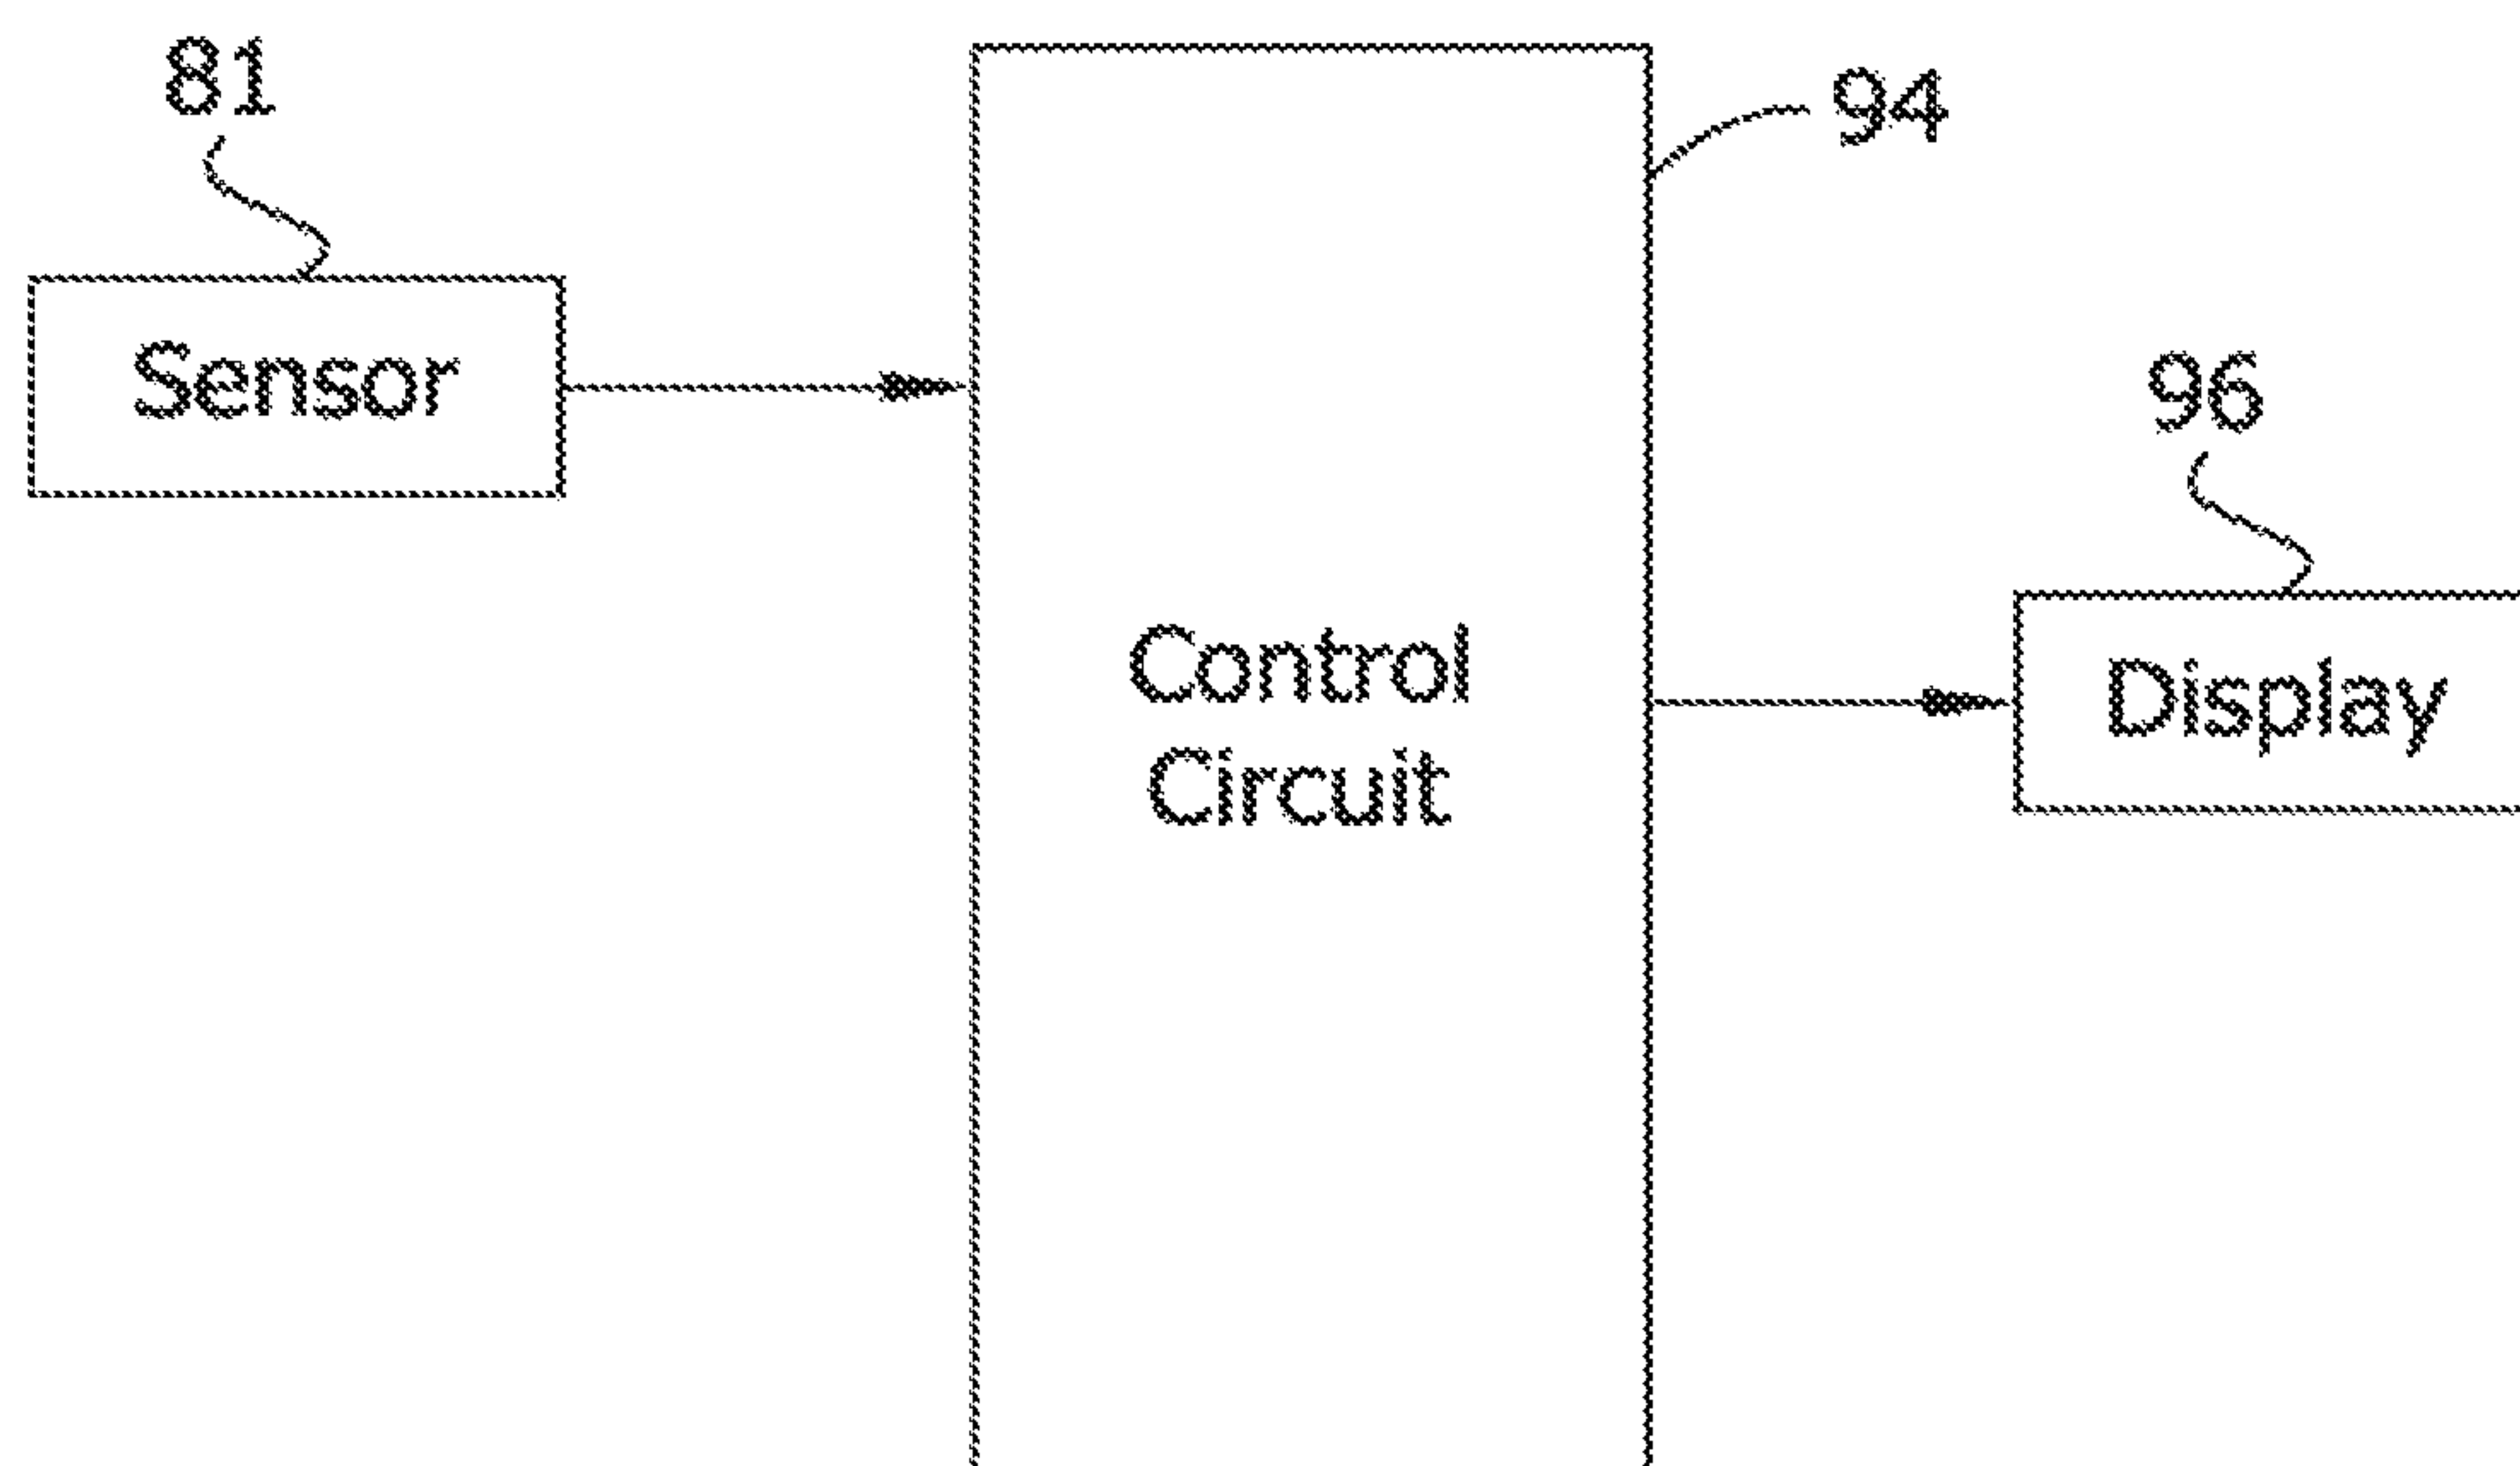 81
94
Sensor
96
Control
Circuit
Display